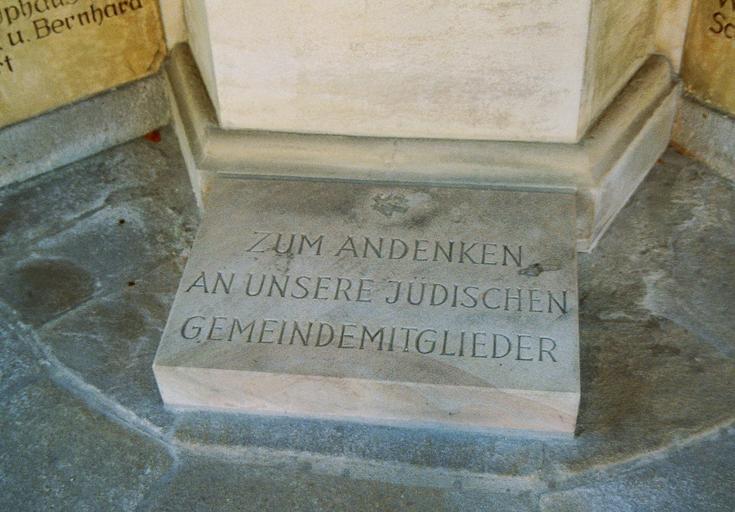 u. Bernhard
ZUM ANDENKEN
AN UNSERE JÜDISCHEN
GEMEINDEMITGLIEDER